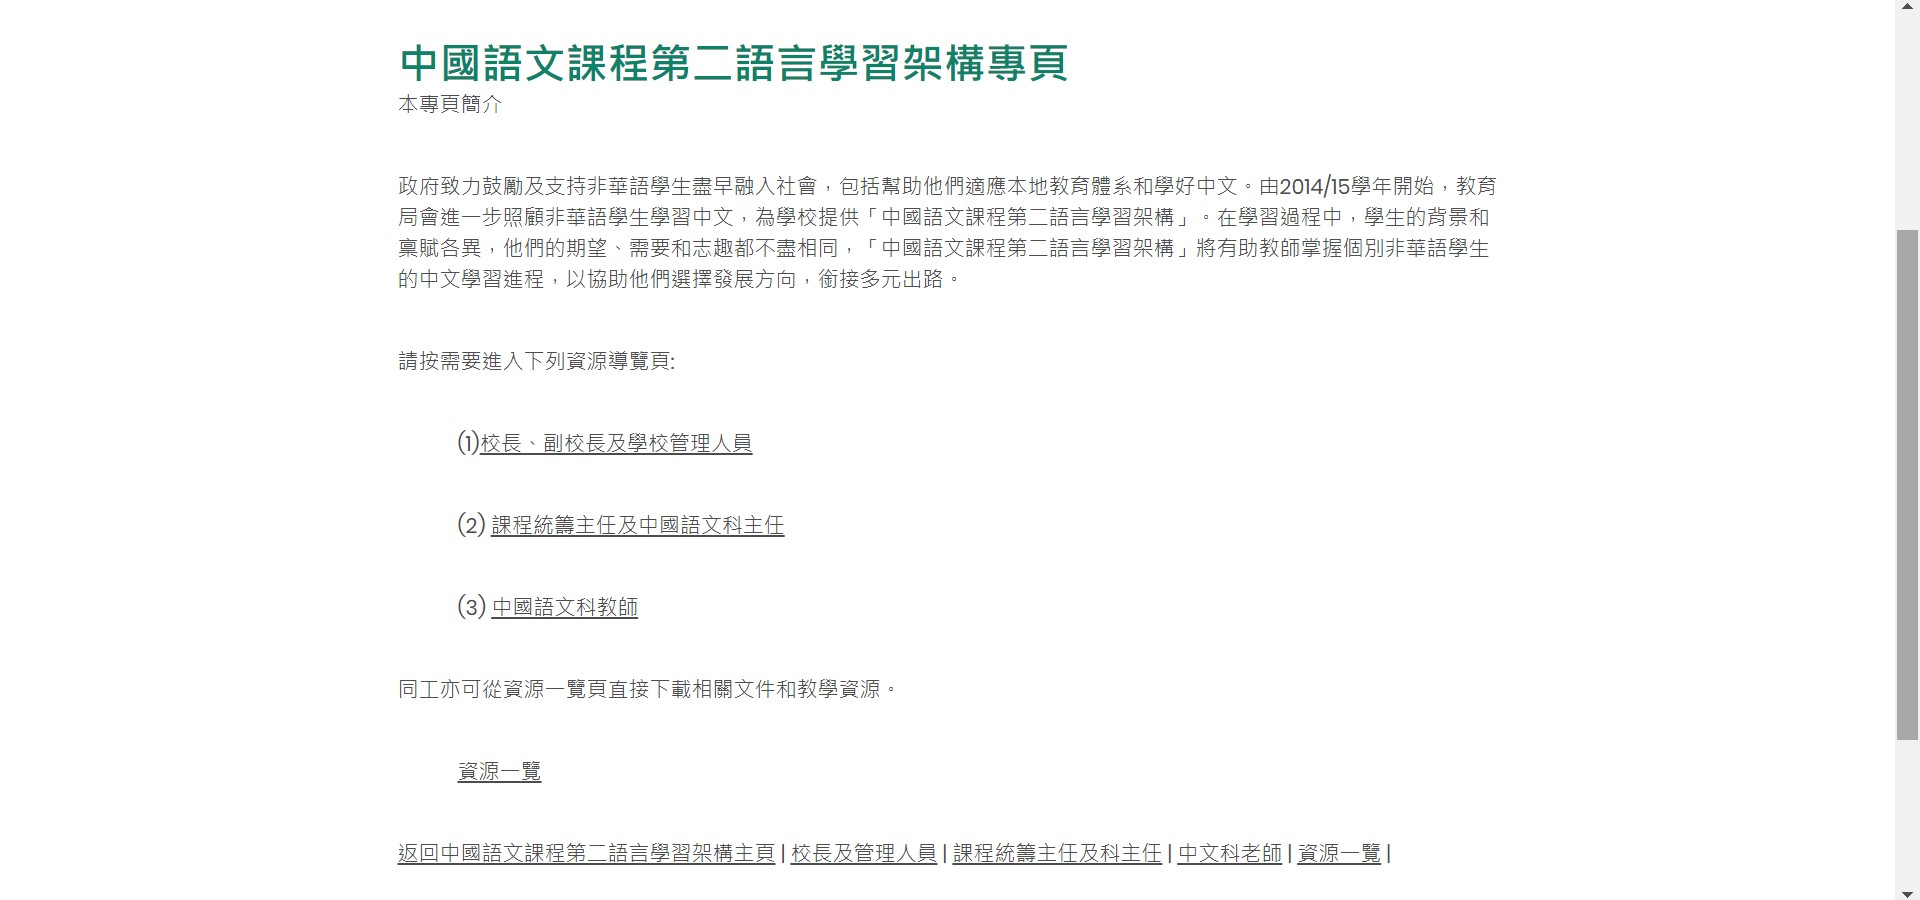 中國語文課程第二語言學習架構專頁
本專頁簡介
政府致力鼓勵及支持非華語學生盡早融入社會，包括幫助他們適應本地教育體系和學好中文。由2014/15學年開始，教育
局會進一步照顧非華語學生學習中文，為學校提供「中國語文課程第二語言學習架構」。在學習過程中，學生的背景和
稟賦各異，他們的期望、需要和志趣都不盡相同，「中國語文課程第二語言學習架構」將有助教師掌握個別非華語學生
的中文學習進程，以協助他們選擇發展方向，銜接多元出路。
請按需要進入下列資源導覽頁:
(1)校長、副校長及學校管理人員
(2) 課程統籌主任及中國語文科主任
(3) 中國語文科教師
同工亦可從資源一覽頁直接下載相關文件和教學資源。
資源一覽
返回中國語文課程第二語言學習架構主頁 | 校長及管理人員 | 課程統籌主任及科主任 | 中文科老師 | 資源一覽 |